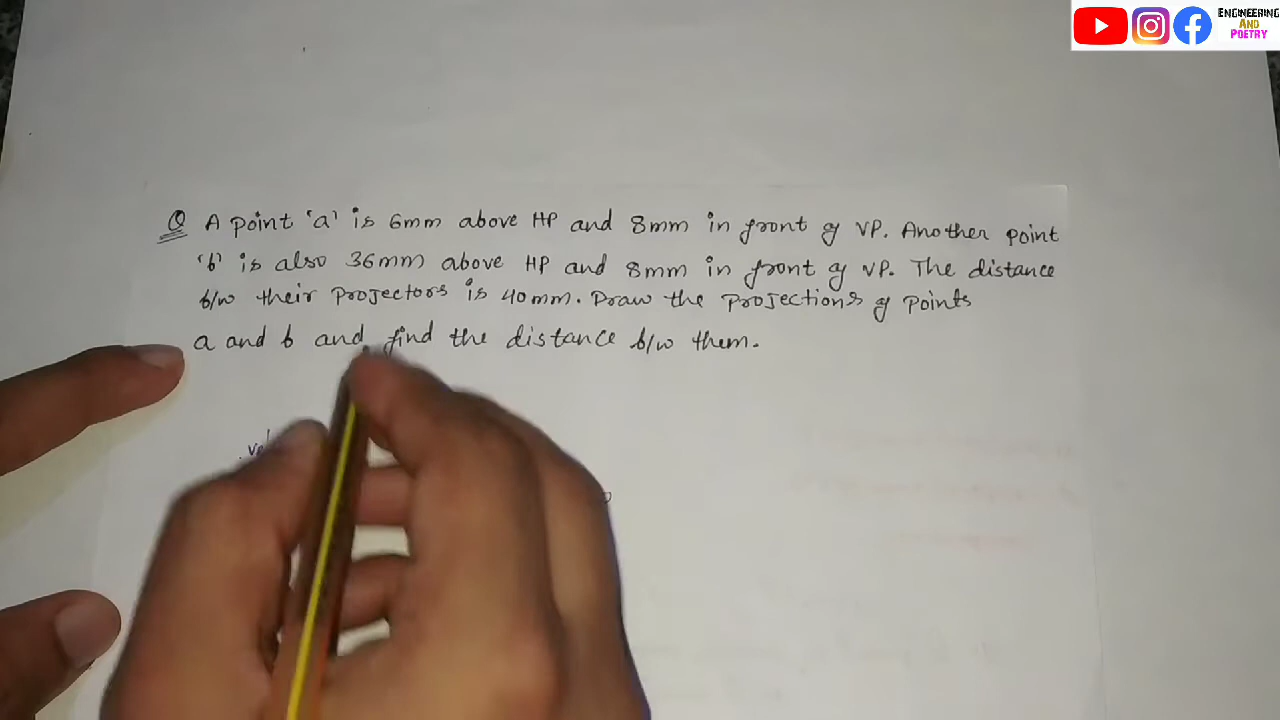 ENGINEERING
AND
POETRY
Q A point 'a' is 6mm above HP and 8mm in front of VP. Another point
'b' is also 36mm above HP and 8mm in front of VP. The distance
b/w their projectors is 40mm. Draw the projections of points
a and b and find the distance b/w them.